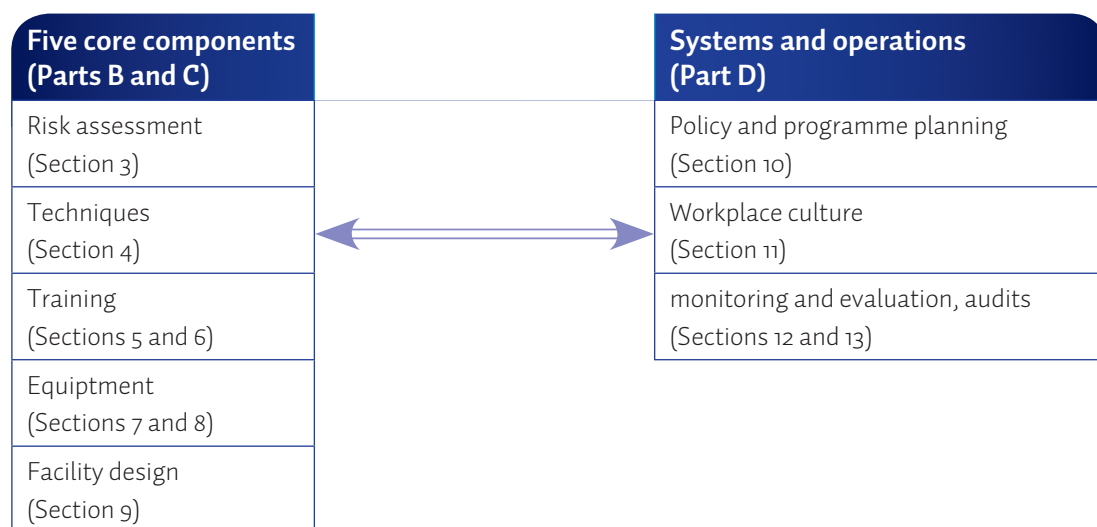 Five core components
(Parts B and C)
Risk assessment
(Section 3)
Techniques
(Section 4)
Training
(Sections 5 and 6)
Equiptment
(Sections 7 and 8)
Facility design
(Section 9)
Systems and operations
(Part D)
Policy and programme planning
(Section 10)
Workplace culture
(Section 11)
monitoring and evaluation, audits
(Sections 12 and 13)